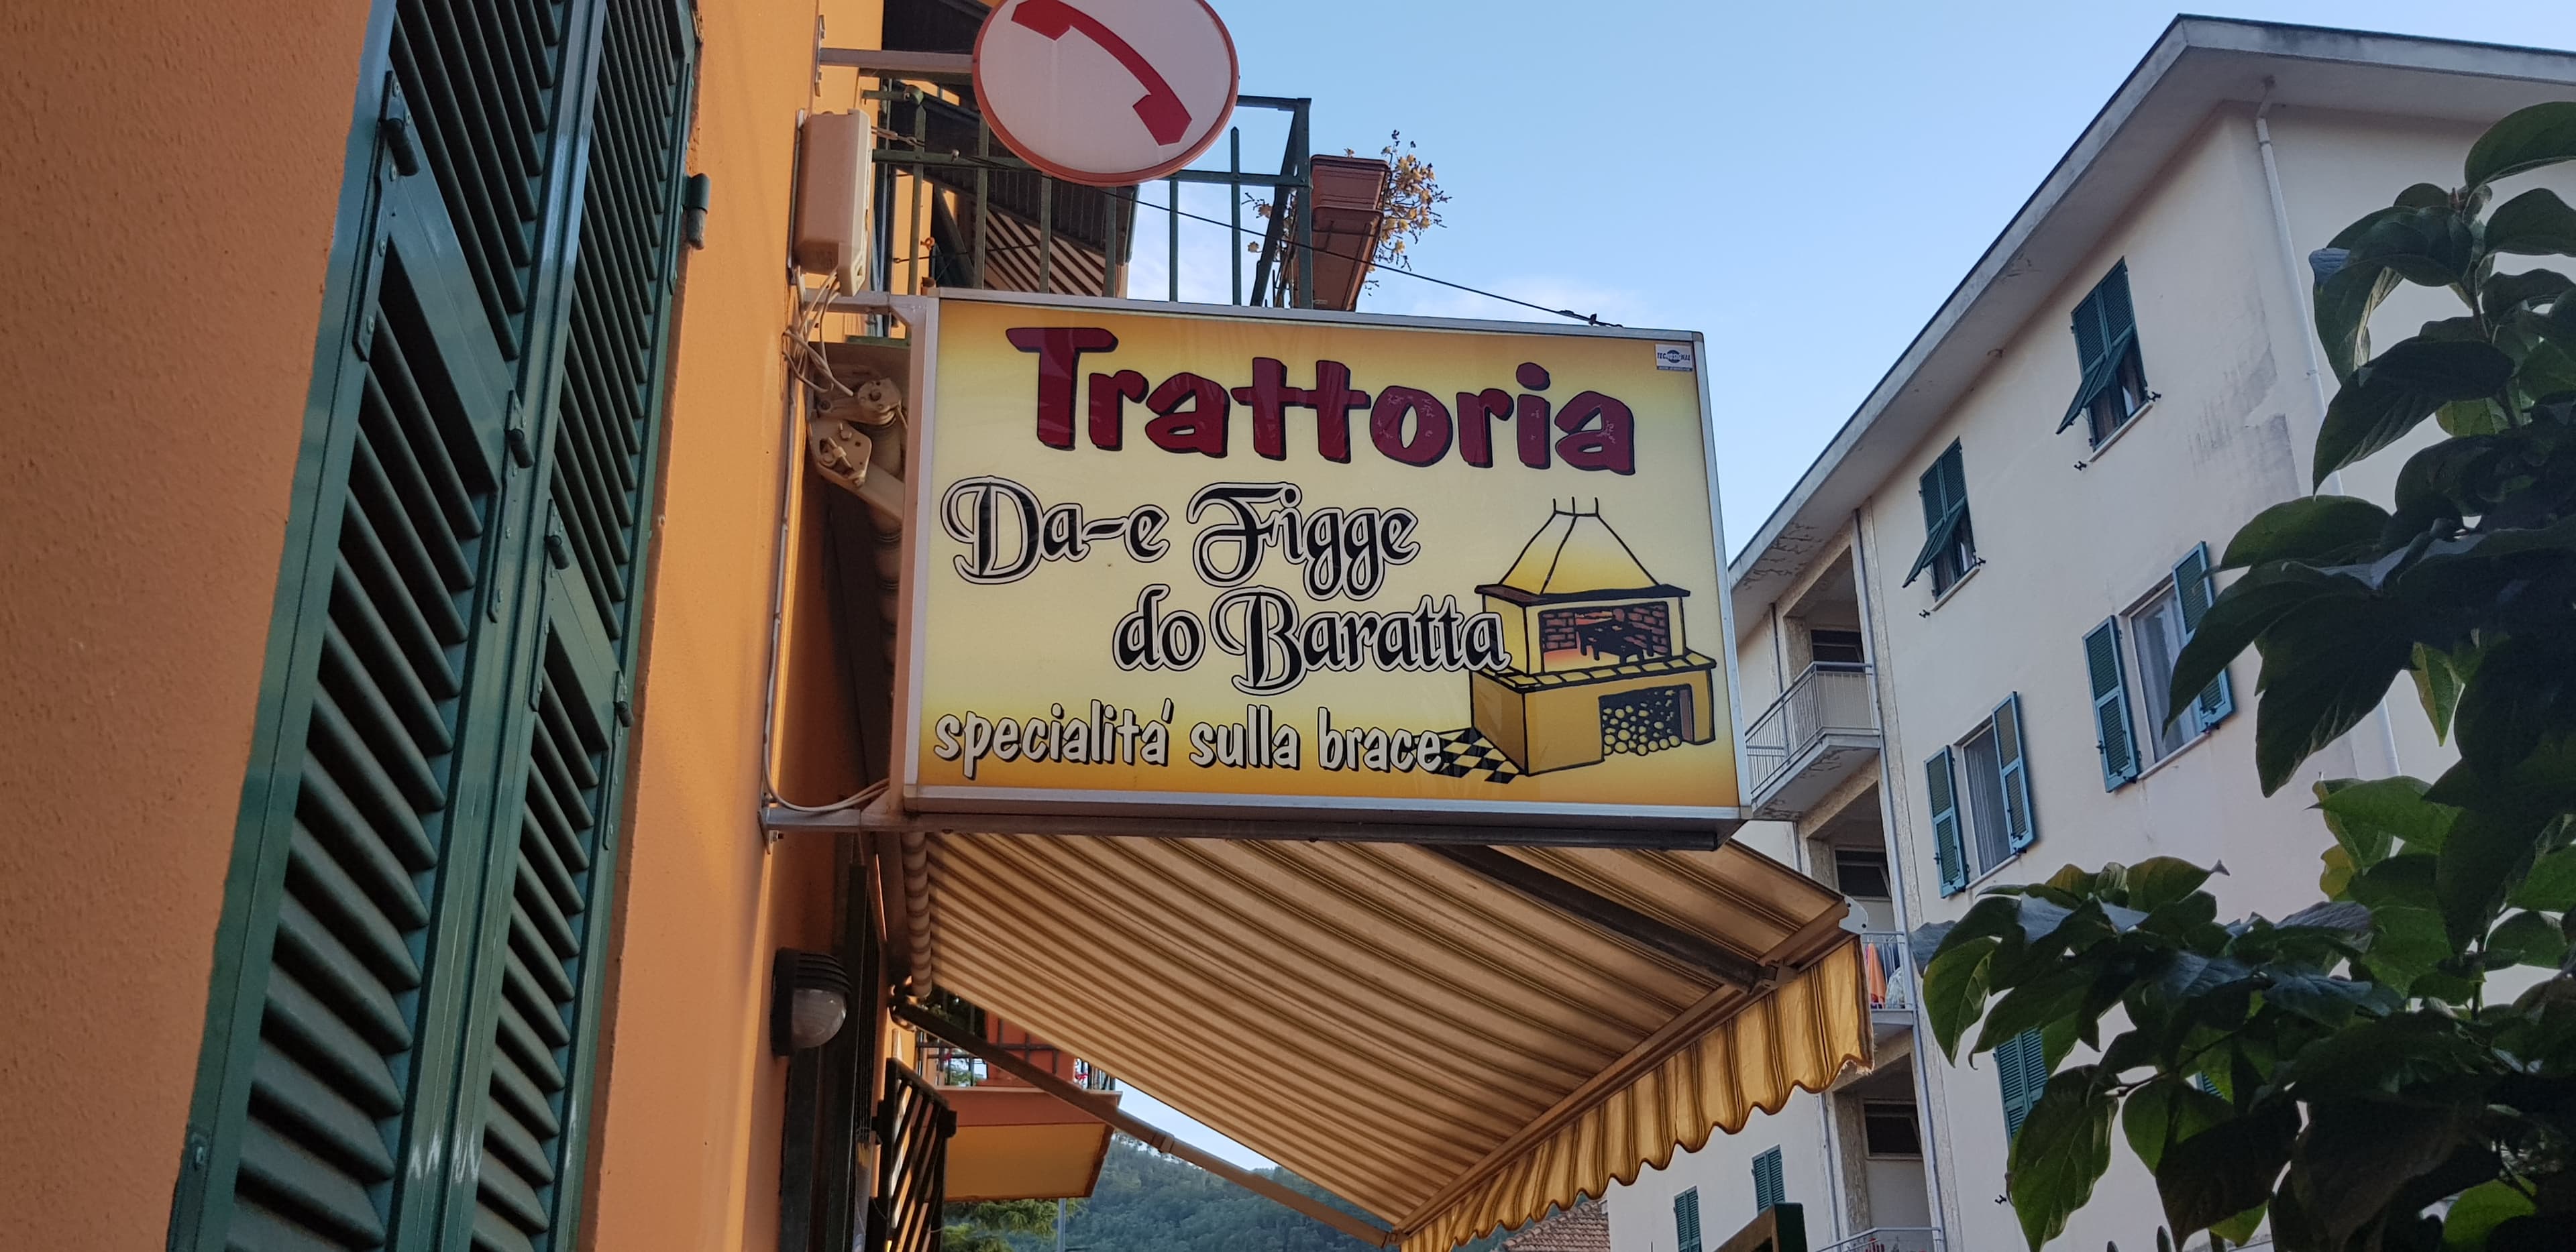 Trattoria
Da-e Figge
do Baratta
specialitá sulla brace